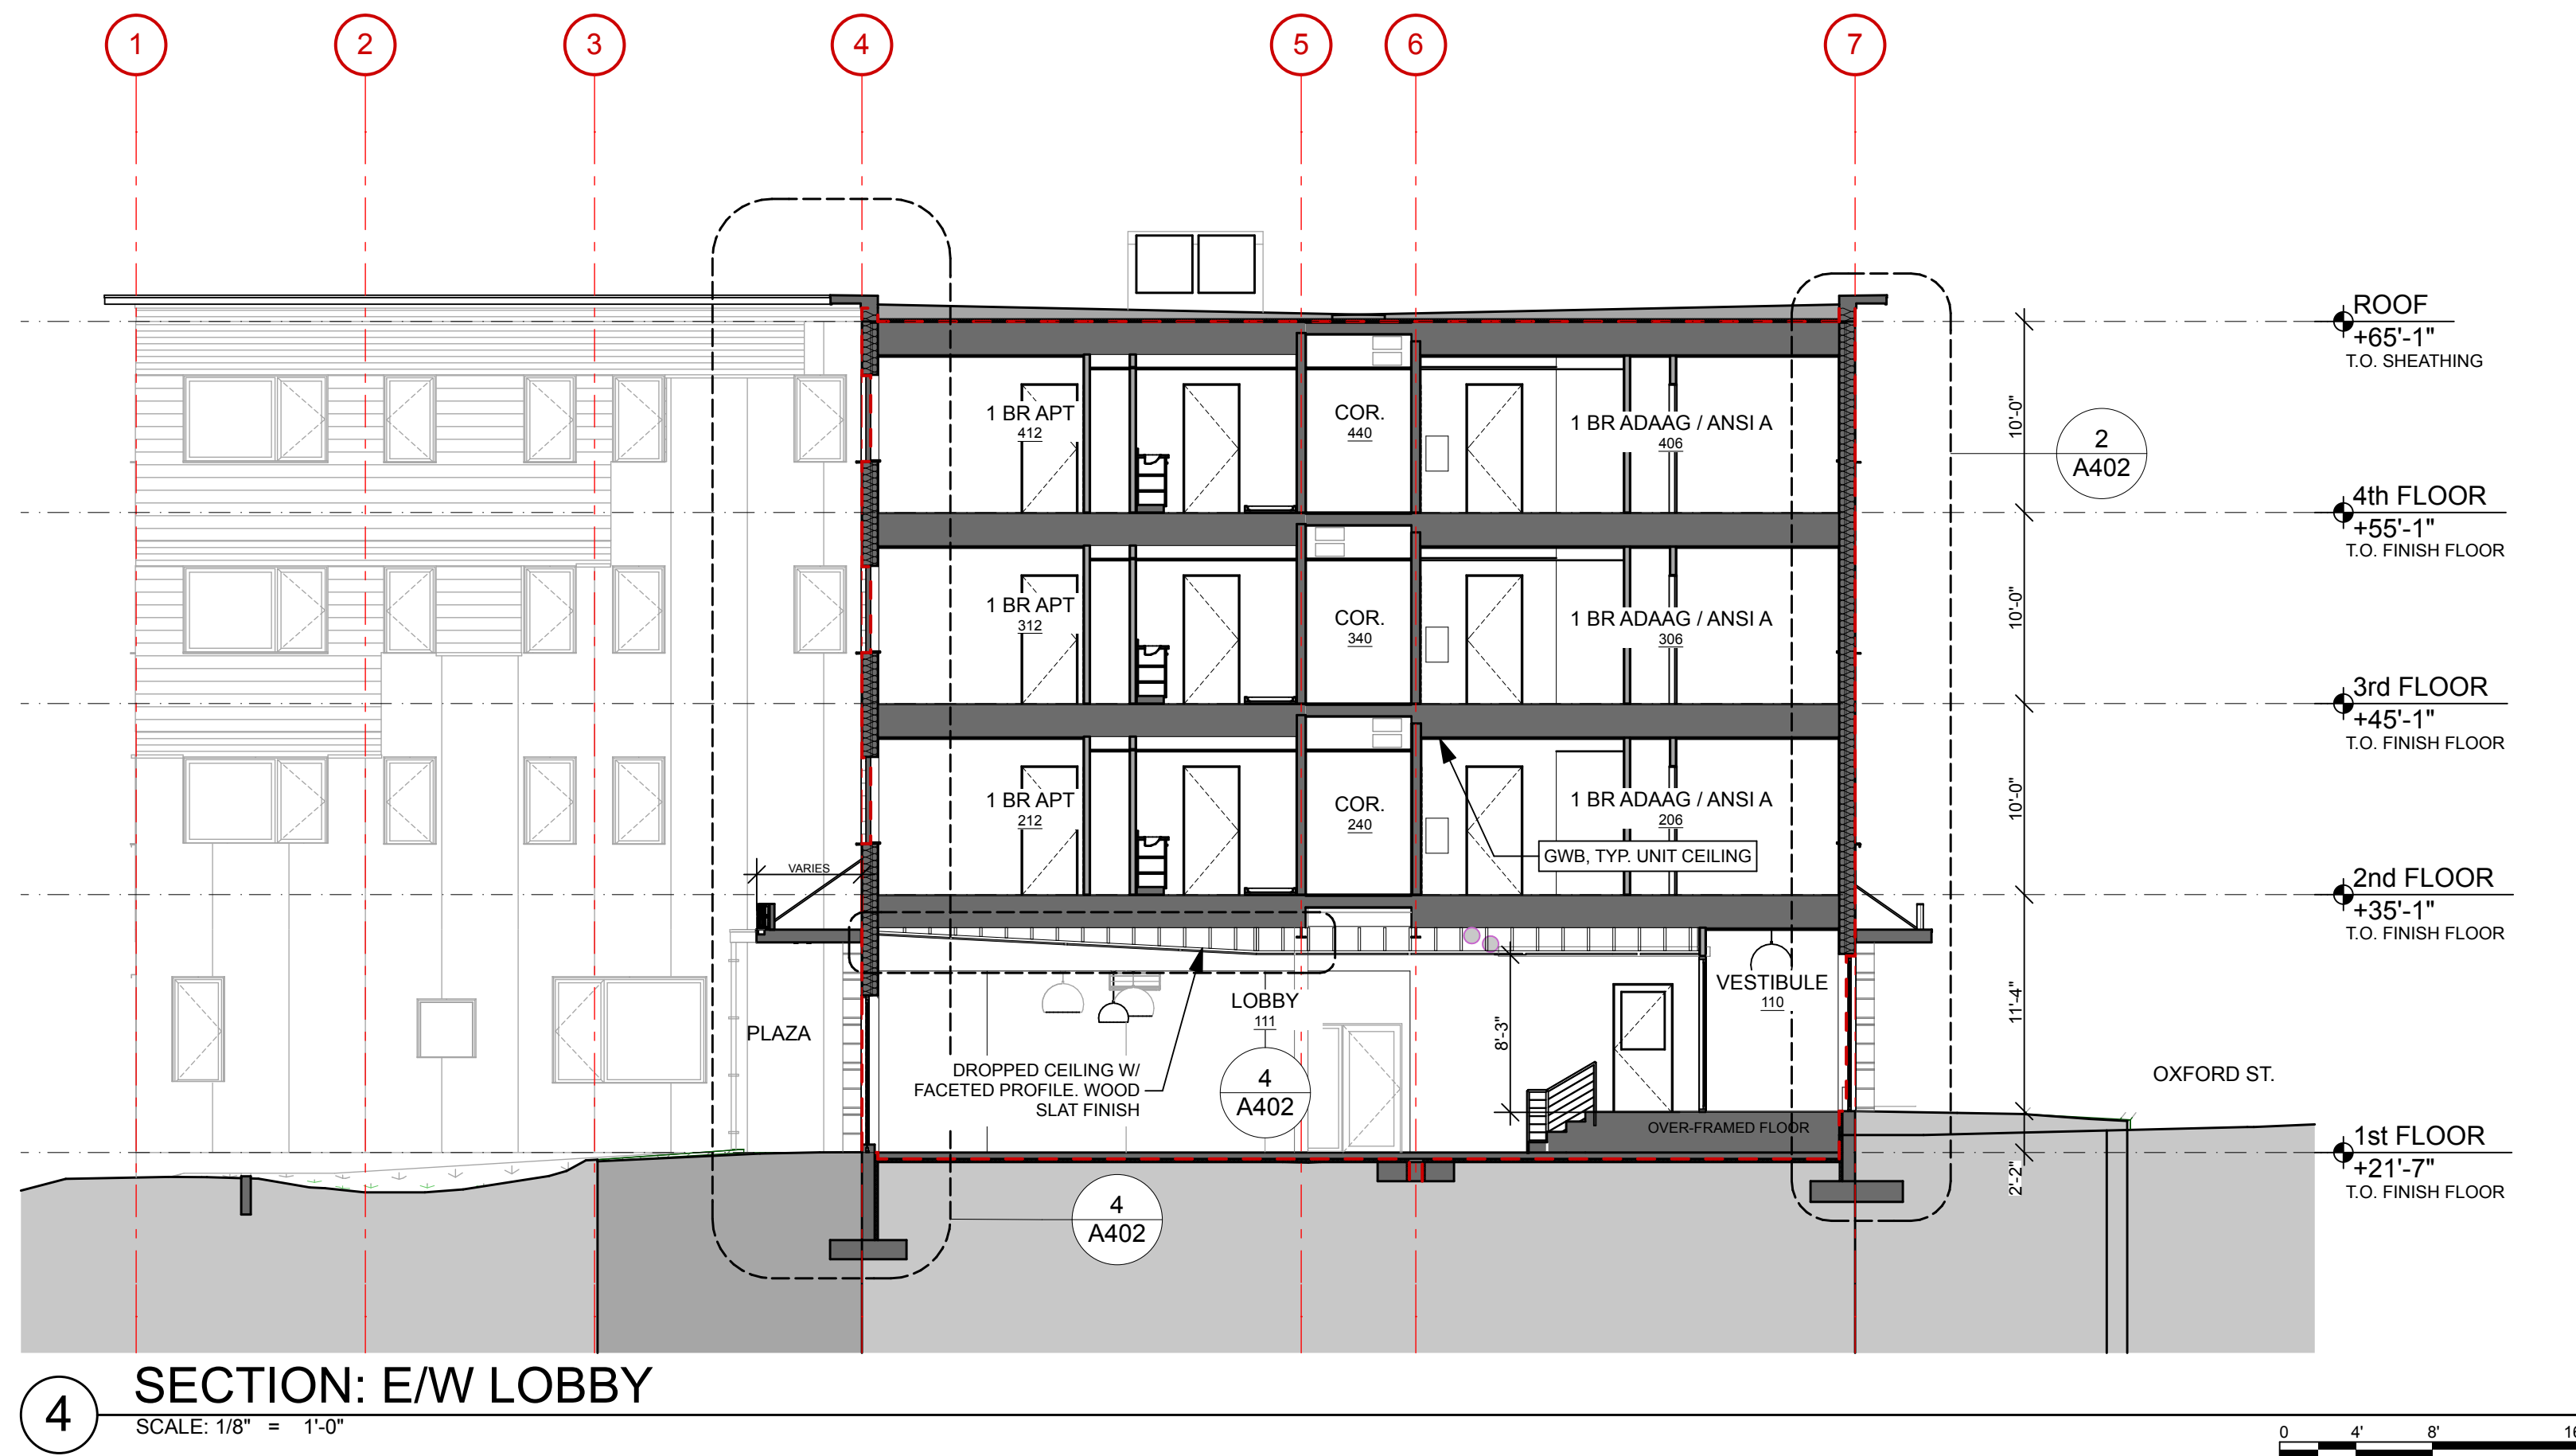 1 2 3 4 5 6 7
ROOF
+65'-1"
T.O. SHEATHING
10'-0"
2
A402
1 BR APT
412
COR.
440
1 BR ADAAG / ANSI A
406
4th FLOOR
+55'-1"
T.O. FINISH FLOOR
10'-0"
1 BR APT
312
COR.
340
1 BR ADAAG / ANSI A
306
3rd FLOOR
+45'-1"
T.O. FINISH FLOOR
10'-0"
1 BR APT
212
COR.
240
1 BR ADAAG / ANSI A
206
GWB, TYP. UNIT CEILING
VARIES
2nd FLOOR
+35'-1"
T.O. FINISH FLOOR
11'-4"
PLAZA
LOBBY
111
VESTIBULE
110
8'-3"
DROPPED CEILING W/
FACETED PROFILE. WOOD
SLAT FINISH
4
A402
OXFORD ST.
OVER-FRAMED FLOOR
1st FLOOR
+21'-7"
T.O. FINISH FLOOR
2'-2"
4
A402
4
SECTION: E/W LOBBY
SCALE: 1/8" = 1'-0"
0 4' 8'